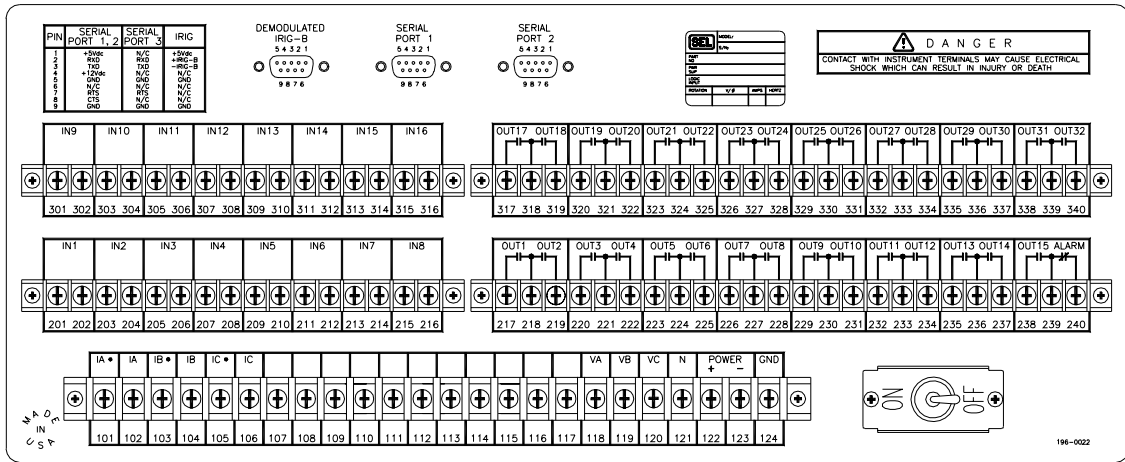 PIN SERIAL PORT 1, 2 SERIAL PORT 3 IRIG
1 +5Vdc N/C +5Vdc
2 RXD RXD +IRIG-B
3 TXD TXD -IRIG-B
4 +12Vdc N/C N/C
5 GND GND GND
6 N/C N/C N/C
7 RTS RTS N/C
8 CTS N/C N/C
9 GND GND GND
DEMODULATED
IRIG-B
5 4 3 2 1
9 8 7 6
SERIAL
PORT 1
5 4 3 2 1
9 8 7 6
SERIAL
PORT 2
5 4 3 2 1
9 8 7 6
SEL MODEL/
S/No
PART
NO
PWR
SUP
LOGIC
INPUT
ROTATION V/Ø AMPS HERTZ
DANGER
CONTACT WITH INSTRUMENT TERMINALS MAY CAUSE ELECTRICAL
SHOCK WHICH CAN RESULT IN INJURY OR DEATH
IN9 IN10 IN11 IN12 IN13 IN14 IN15 IN16
301 302 303 304 305 306 307 308 309 310 311 312 313 314 315 316
OUT17 OUT18 OUT19 OUT20 OUT21 OUT22 OUT23 OUT24 OUT25 OUT26 OUT27 OUT28 OUT29 OUT30 OUT31 OUT32
317 318 319 320 321 322 323 324 325 326 327 328 329 330 331 332 333 334 335 336 337 338 339 340
IN1 IN2 IN3 IN4 IN5 IN6 IN7 IN8
201 202 203 204 205 206 207 208 209 210 211 212 213 214 215 216
OUT1 OUT2 OUT3 OUT4 OUT5 OUT6 OUT7 OUT8 OUT9 OUT10 OUT11 OUT12 OUT13 OUT14 OUT15 ALARM
217 218 219 220 221 222 223 224 225 226 227 228 229 230 231 232 233 234 235 236 237 238 239 240
IA • IA IB • IB IC • IC VA VB VC N POWER GND
+ −
101 102 103 104 105 106 107 108 109 110 111 112 113 114 115 116 117 118 119 120 121 122 123 124
MADE
IN
USA
ON OFF
196-0022